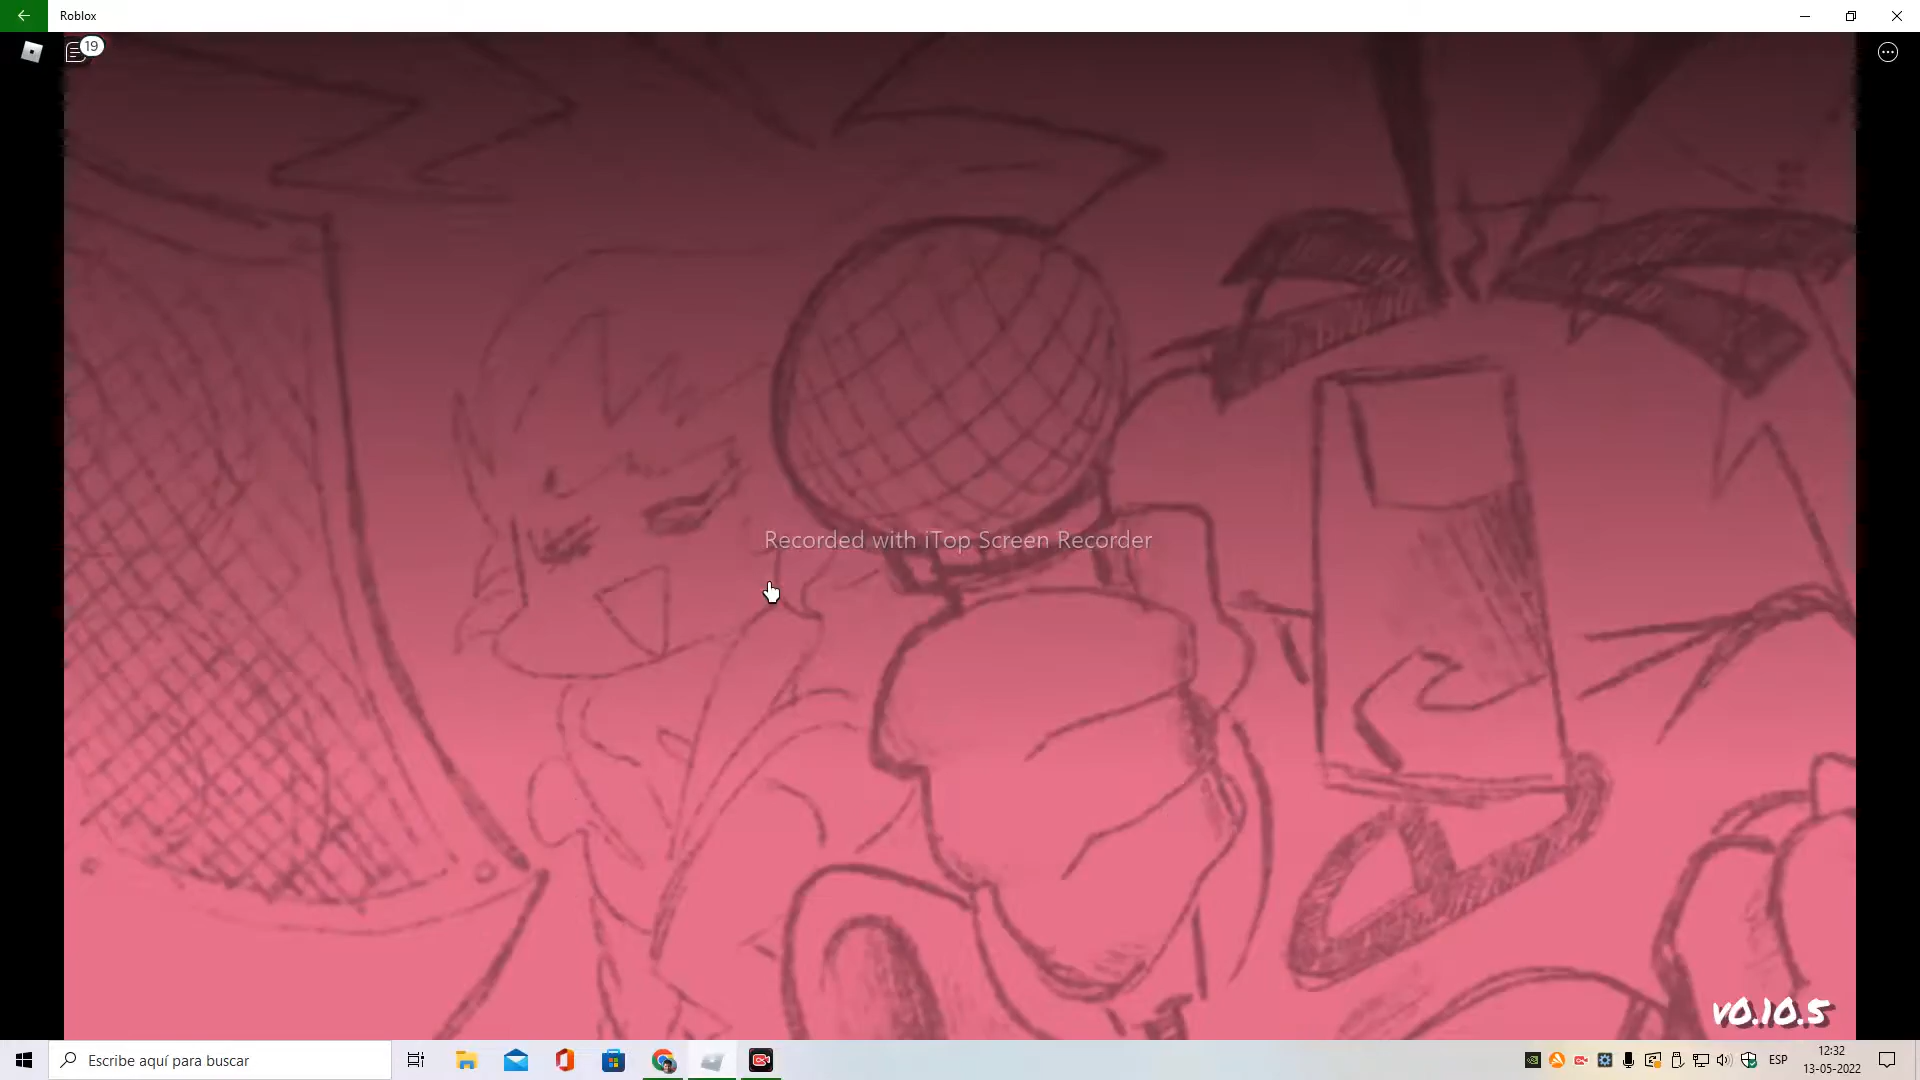 Roblox
19
Recorded with iTop Screen Recorder
v0.10.5
Escribe aquí para buscar
ESP
12:32
13-05-2022